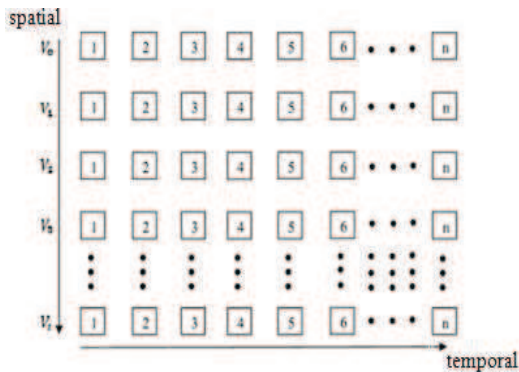 spatial
V₀ 1 2 3 4 5 6 • • • n
V₁ 1 2 3 4 5 6 • • • n
V₂ 1 2 3 4 5 6 • • • n
V₃ 1 2 3 4 5 6 • • • n
1 2 3 4 5 6 • • • n
temporal